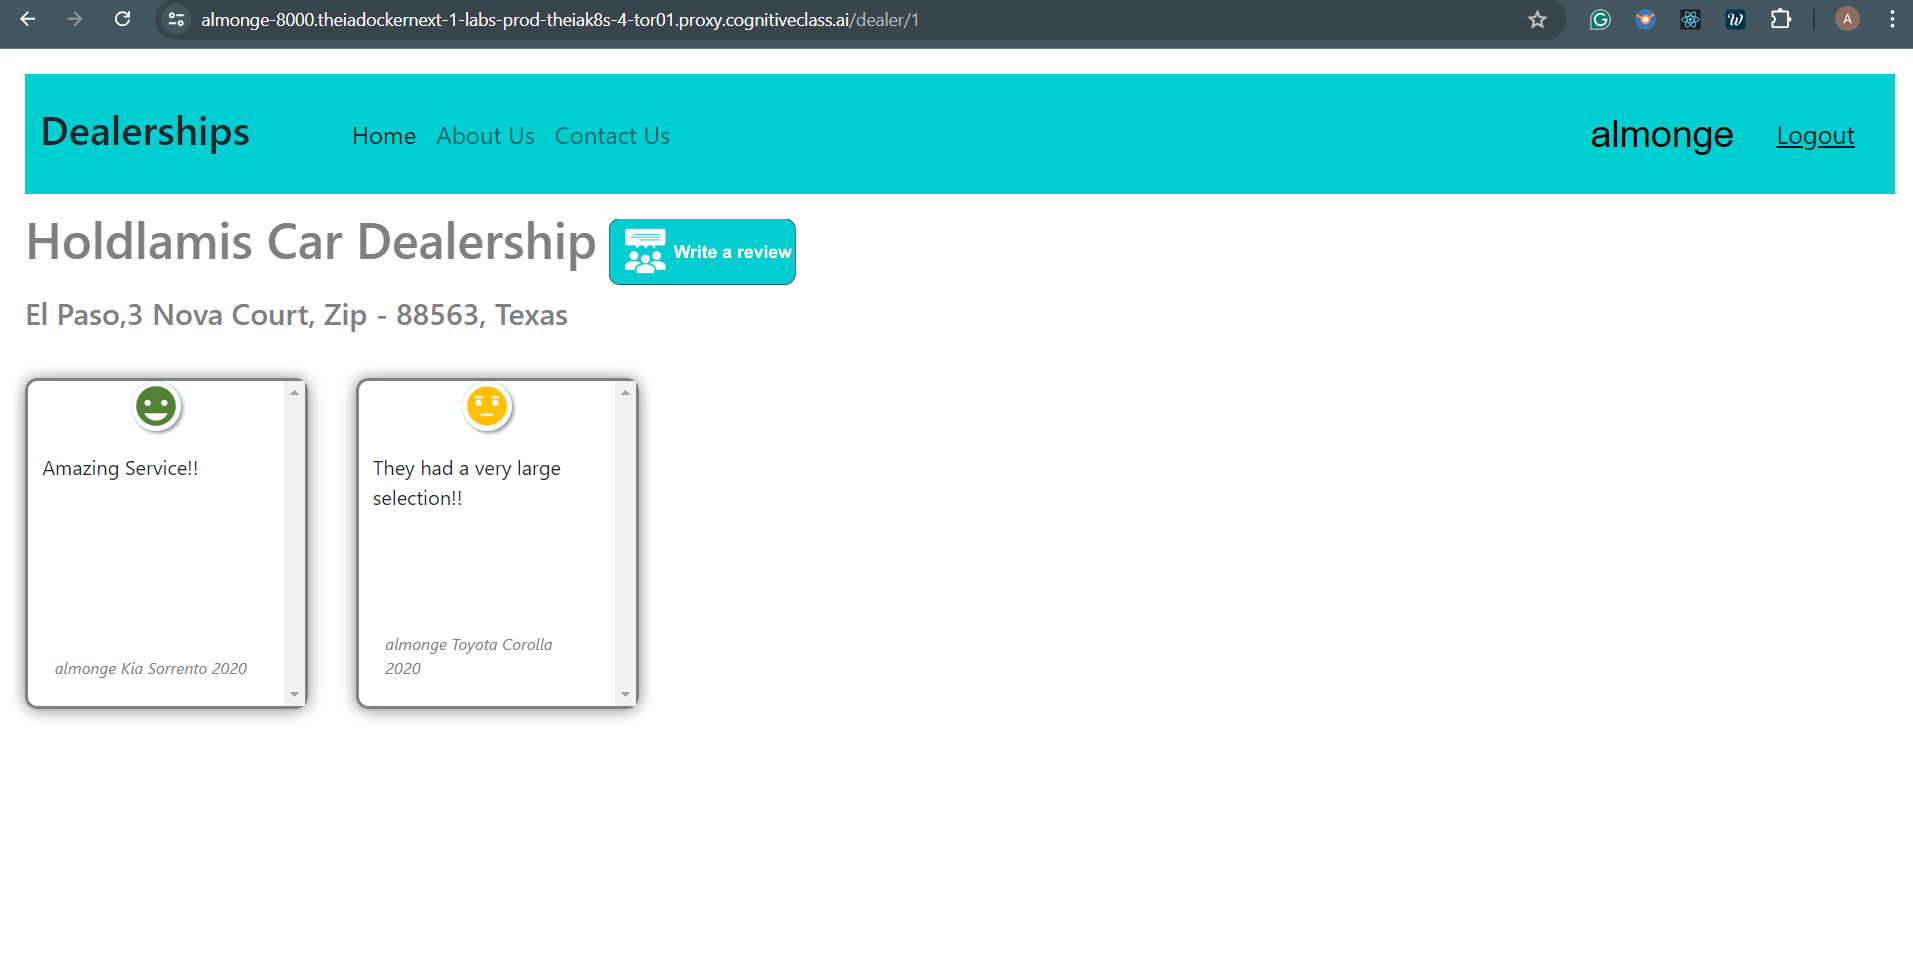 almonge-8000.theiadockernext-1-labs-prod-theiak8s-4-tor01.proxy.cognitiveclass.ai/dealer/1
A
Dealerships
Home About Us Contact Us
almonge Logout
Holdlamis Car Dealership
Write a review
El Paso,3 Nova Court, Zip - 88563, Texas
Amazing Service!!
almonge Kia Sorrento 2020
They had a very large
selection!!
almonge Toyota Corolla
2020